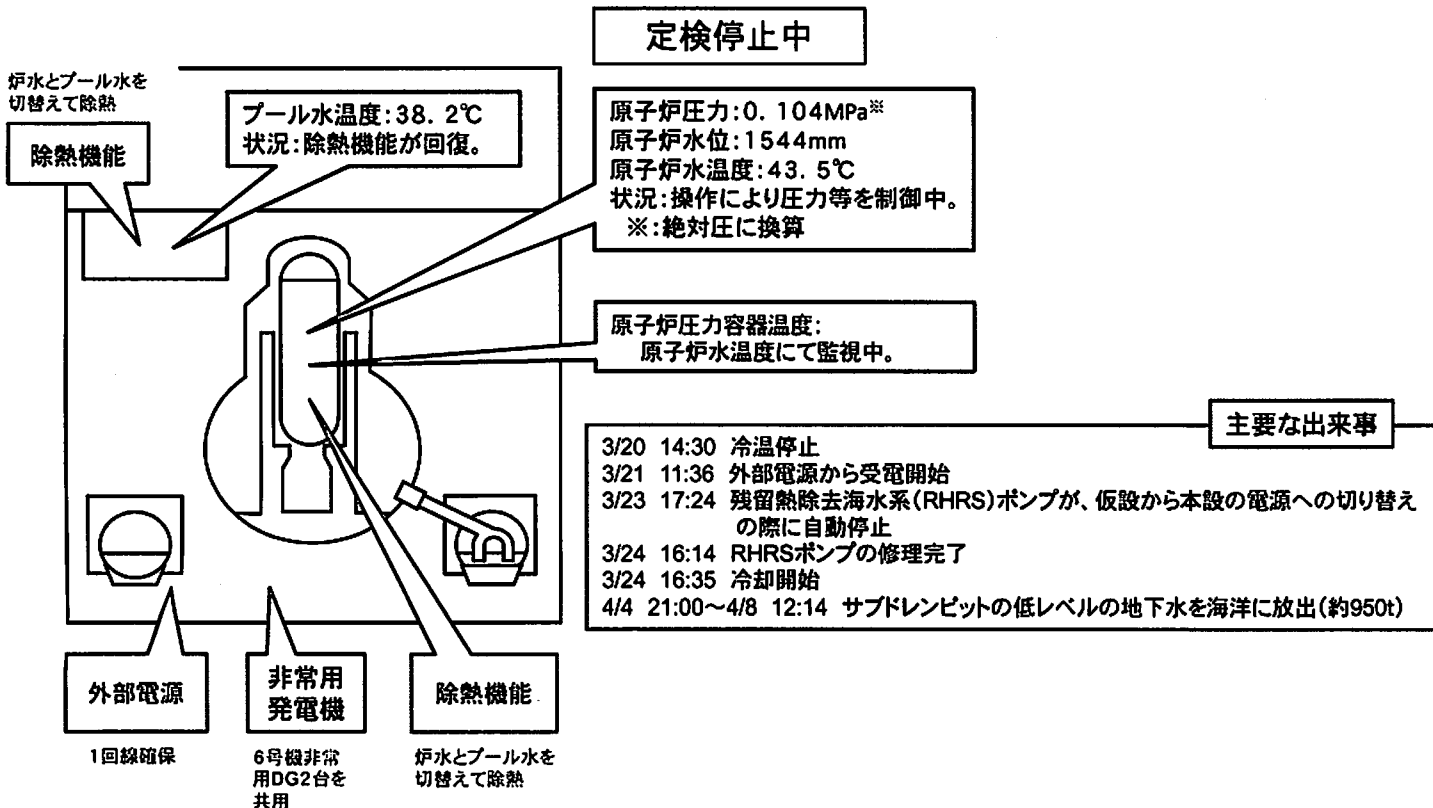 定検停止中
炉水とプール水を
切替えて除熱
除熱機能
プール水温度:38. 2℃
状況:除熱機能が回復。
原子炉圧力:0. 104MPa※
原子炉水位:1544mm
原子炉水温度:43. 5℃
状況:操作により圧力等を制御中。
※:絶対圧に換算
原子炉圧力容器温度:
原子炉水温度にて監視中。
主要な出来事
3/20 14:30 冷温停止
3/21 11:36 外部電源から受電開始
3/23 17:24 残留熱除去海水系(RHRS)ポンプが、仮設から本設の電源への切り替え
の際に自動停止
3/24 16:14 RHRSポンプの修理完了
3/24 16:35 冷却開始
4/4 21:00~4/8 12:14 サブドレンピットの低レベルの地下水を海洋に放出(約950t)
外部電源
1回線確保
非常用
発電機
6号機非常
用DG2台を
共用
除熱機能
炉水とプール水を
切替えて除熱